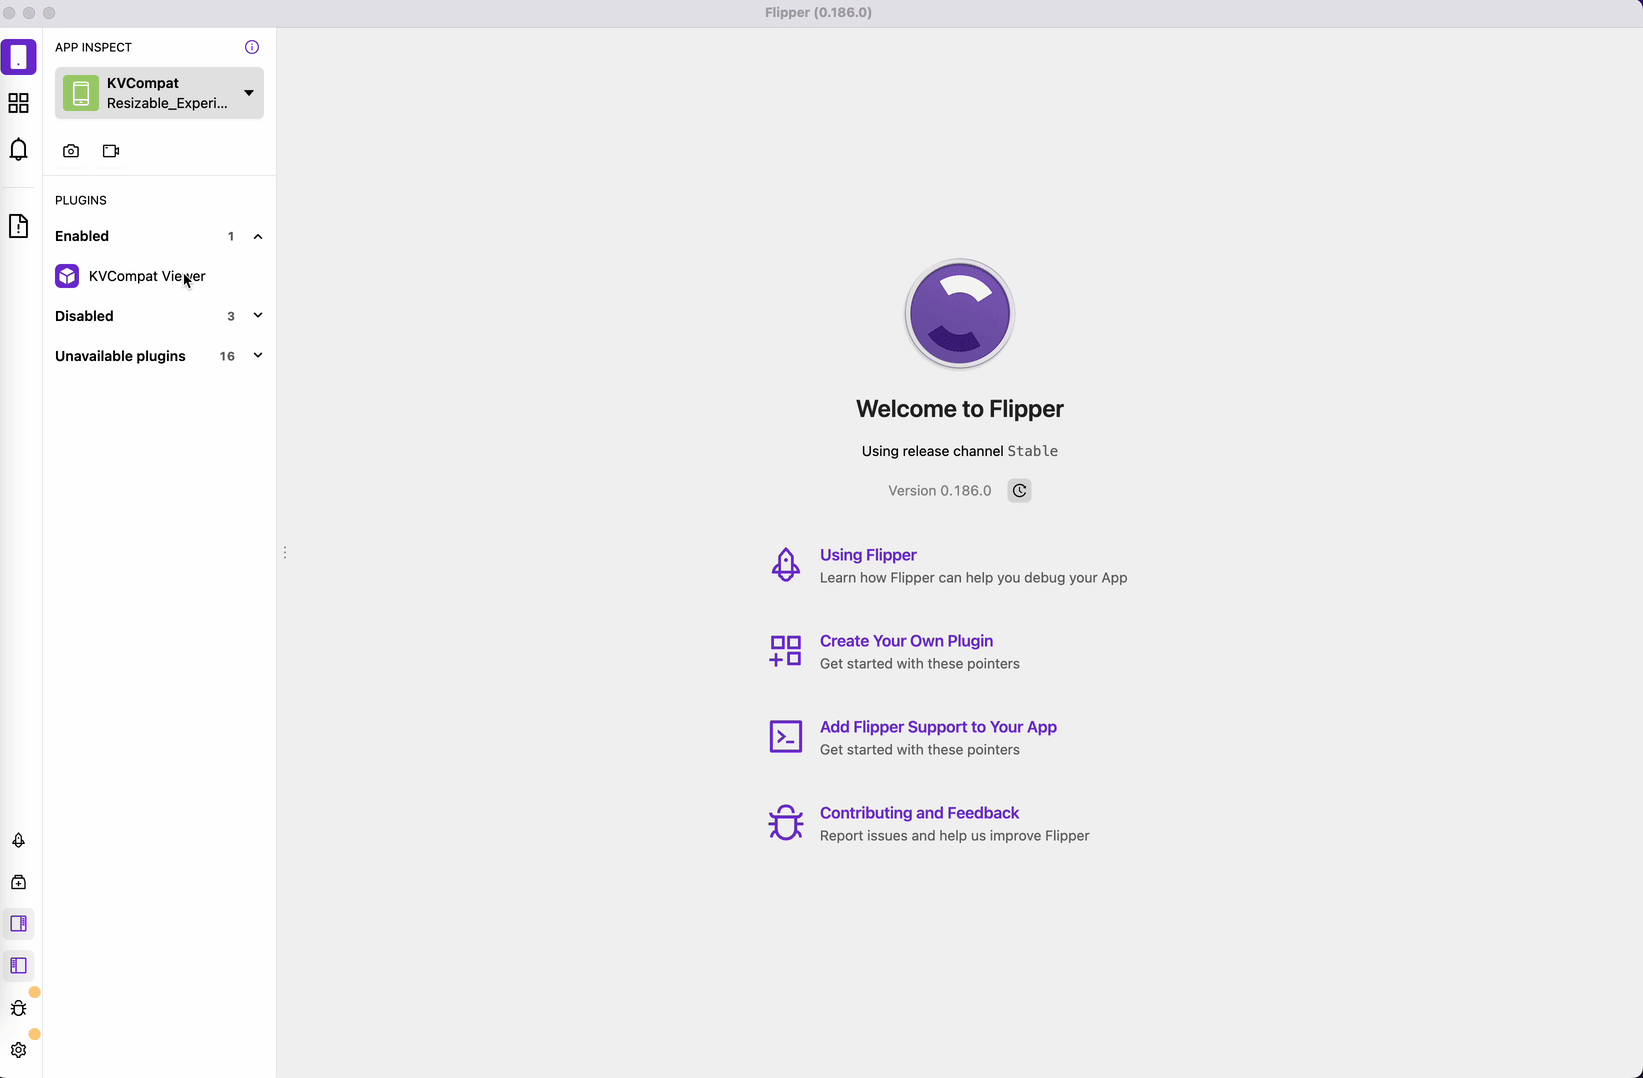 Flipper (0.186.0)
APP INSPECT
KVCompat
Resizable_Experi...
PLUGINS
Enabled 1
KVCompat Viewer
Disabled 3
Unavailable plugins 16
Welcome to Flipper
Using release channel Stable
Version 0.186.0
Using Flipper
Learn how Flipper can help you debug your App
Create Your Own Plugin
Get started with these pointers
Add Flipper Support to Your App
Get started with these pointers
Contributing and Feedback
Report issues and help us improve Flipper